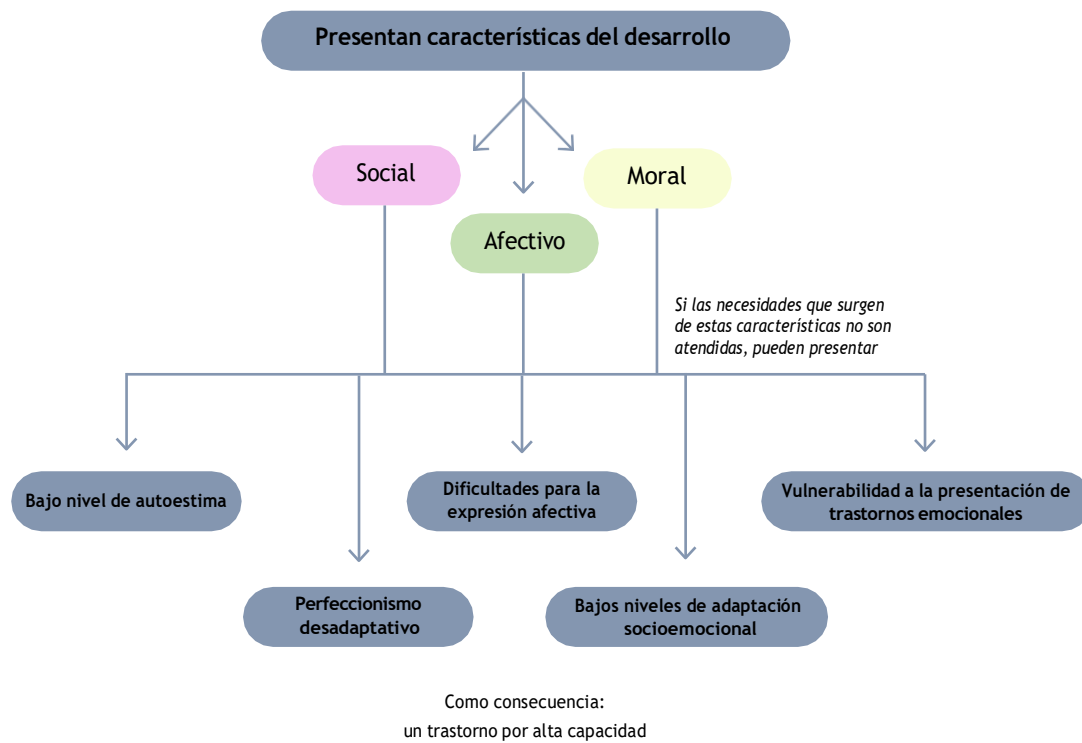 Presentan características del desarrollo
Social
Moral
Afectivo
Si las necesidades que surgen
de estas características no son
atendidas, pueden presentar
Bajo nivel de autoestima
Dificultades para la
expresión afectiva
Vulnerabilidad a la presentación de
trastornos emocionales
Perfeccionismo
desadaptativo
Bajos niveles de adaptación
socioemocional
Como consecuencia:
un trastorno por alta capacidad